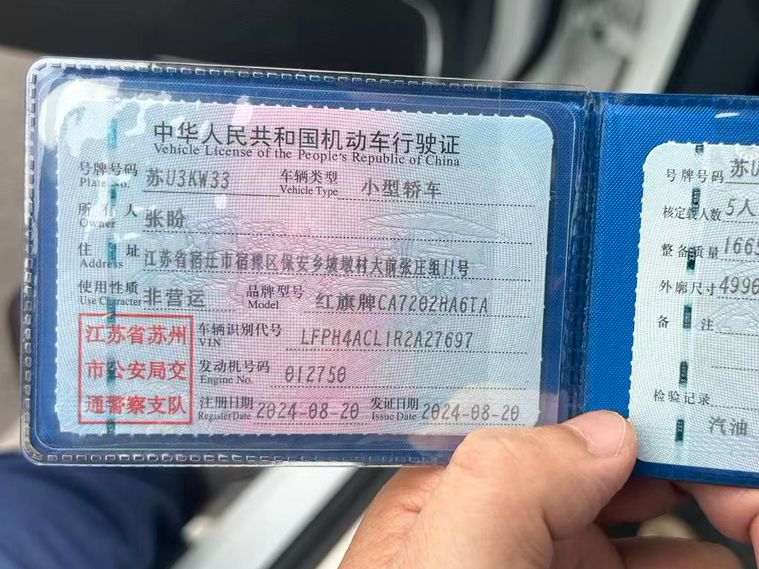 中华人民共和国机动车行驶证
Vehicle License of the People's Republic of China
号牌号码 Plate No. 苏U3KW33 车辆类型 Vehicle Type 小型轿车
所有人 Owner 张盼
住址 Address 江苏省宿迁市宿豫区保安乡坡墩村大前张庄组11号
使用性质 Use Character 非营运 品牌型号 Model 红旗牌CA7202HA6TA
江苏省苏州
市公安局交
通警察支队
车辆识别代号 VIN LFPH4ACL1R2A27697
发动机号码 Engine No. 012750
注册日期 Register Date 2024-08-20 发证日期 Issue Date 2024-08-20
号牌号码 苏U
核定载人数 5人
整备质量 1665
外廓尺寸 4990
备注
检验记录
汽油